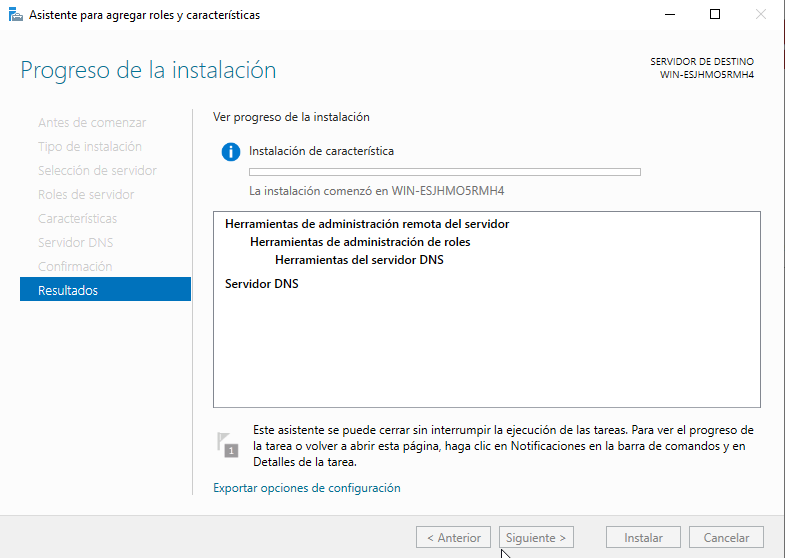 Asistente para agregar roles y características
Progreso de la instalación
SERVIDOR DE DESTINO
WIN-ESJHMO5RMH4
Antes de comenzar
Tipo de instalación
Selección de servidor
Roles de servidor
Características
Servidor DNS
Confirmación
Resultados
Ver progreso de la instalación
Instalación de característica
La instalación comenzó en WIN-ESJHMO5RMH4
Herramientas de administración remota del servidor
Herramientas de administración de roles
Herramientas del servidor DNS
Servidor DNS
1
Este asistente se puede cerrar sin interrumpir la ejecución de las tareas. Para ver el progreso de
la tarea o volver a abrir esta página, haga clic en Notificaciones en la barra de comandos y en
Detalles de la tarea.
Exportar opciones de configuración
< Anterior
Siguiente >
Instalar
Cancelar